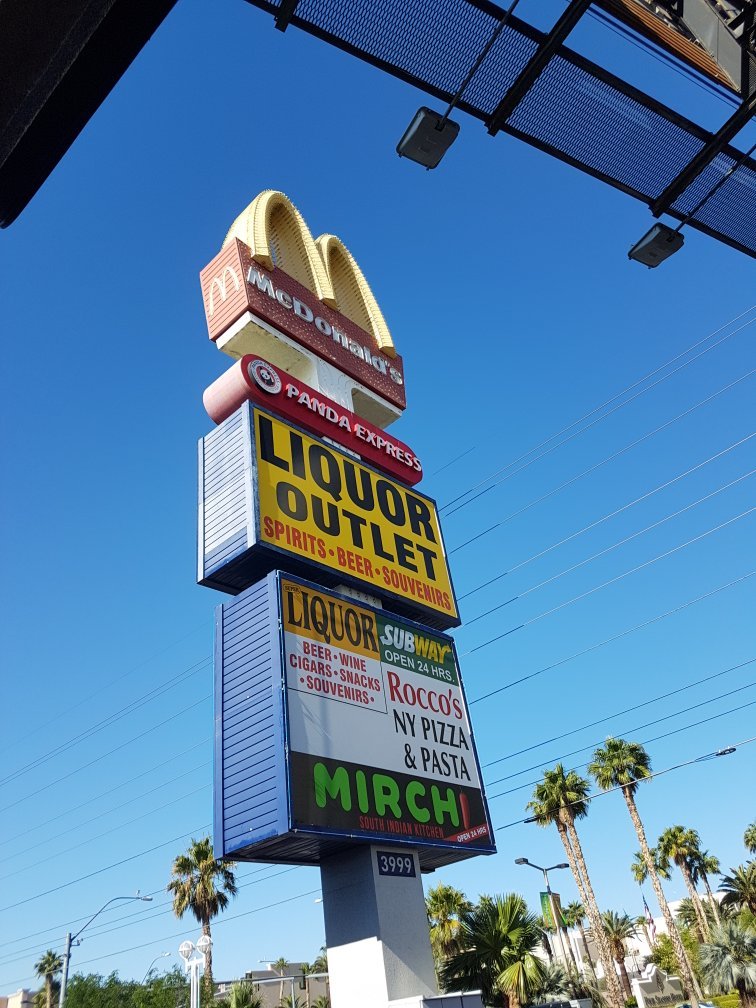 McDonald's
PANDA EXPRESS
LIQUOR
OUTLET
SPIRITS • BEER • SOUVENIRS
LIQUOR
BEER • WINE
CIGARS • SNACKS
• SOUVENIRS •
SUBWAY
OPEN 24 HRS.
Rocco's
NY PIZZA
& PASTA
MIRCHI
SOUTH INDIAN KITCHEN
OPEN 24 HRS
3999